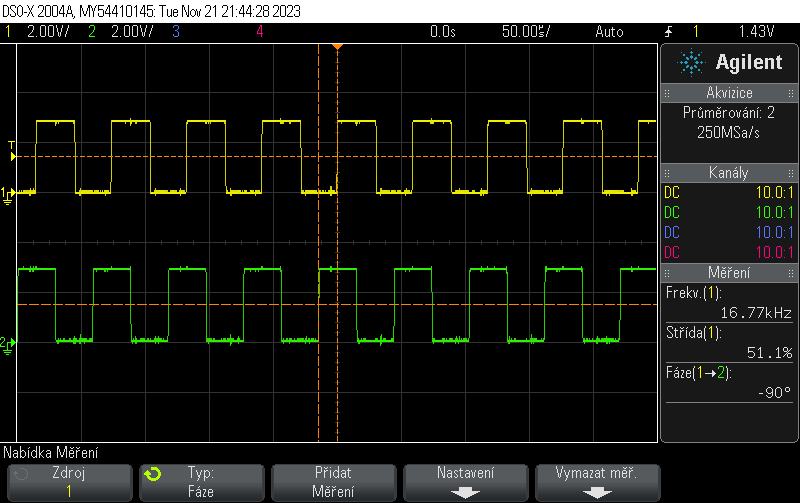 DSO-X 2004A, MY54410145: Tue Nov 21 21:44:28 2023
1 2.00V/ 2 2.00V/ 3 4 0.0s 50.00us/ Auto 1 1.43V
Agilent
Akvizice
Průměrování: 2
250MSa/s
Kanály
DC 10.0:1
DC 10.0:1
DC 10.0:1
DC 10.0:1
Měření
Frekv.(1):
16.77kHz
Střída(1):
51.1%
Fáze(1→2):
-90°
T
1
2
Nabídka Měření
Zdroj
1
Typ:
Fáze
Přidat
Měření
Nastavení
Vymazat měř.